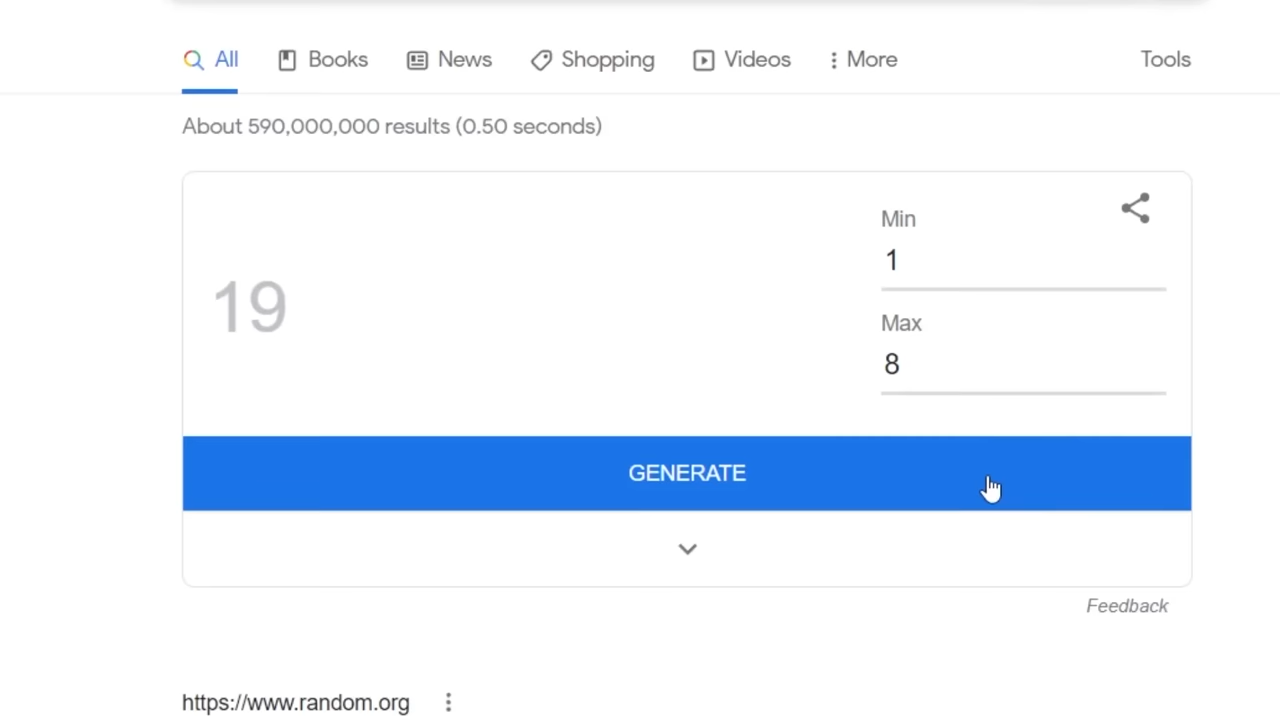 All Books News Shopping Videos More Tools
About 590,000,000 results (0.50 seconds)
Min
1
19
Max
8
GENERATE
Feedback
https://www.random.org